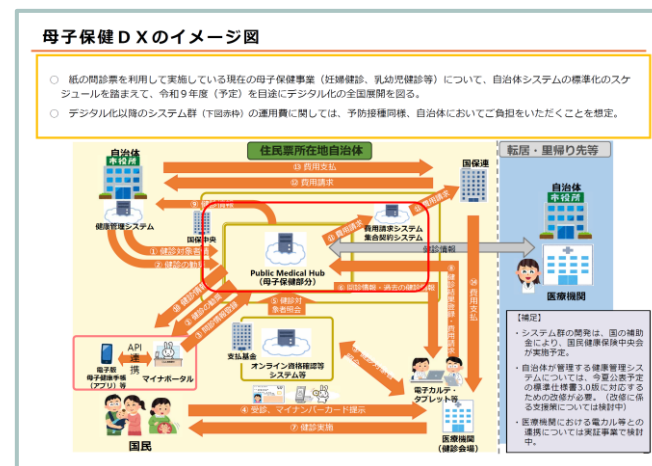 母子保健DXのイメージ図
○ 紙の問診票を利用して実施している現在の母子保健事業（妊婦健診、乳幼児健診等）について、自治体システムの標準化のスケ
ジュールを踏まえて、令和９年度（予定）を目途にデジタル化の全国展開を図る。
○ デジタル化以降のシステム群（下図赤枠）の運用費に関しては、予防接種同様、自治体においてご負担をいただくことを想定。
住民票所在地自治体
転居・里帰り先等
自治体
市役所
健康管理システム
⑬ 費用支払
⑫ 費用請求
国保連
自治体
市役所
国保中央
費用請求システム
集合契約システム
⑪ 費用請求
健診情報
① 健診対象者情
② 健診の勧奨
Public Medical Hub
（母子保健部分）
医療機関
⑥ 問診情報・過去の健診情報
⑤ 健診対
象者照会
② 健診の勧奨
③ 問診情報登録
⑧ 健診結果登録・費用請求
⑭ 費用支払
API
連携
電子版
母子健康手帳
（アプリ）等
マイナポータル
支払基金
オンライン資格確認等
システム等
電子カルテ・
タブレット等
④ 受診、マイナンバーカード提示
⑦ 健診実施
国民
医療機関
（健診会場）
【補足】
・システム群の開発は、国の補助
金により、国民健康保険中央会
が実施予定。
・自治体が管理する健康管理シス
テムについては、今夏公表予定
の標準仕様書3.0版に対応する
ための改修が必要。（改修に係
る支援策については検討中）
・医療機関における電カル等との
連携については実証事業で検討
中。